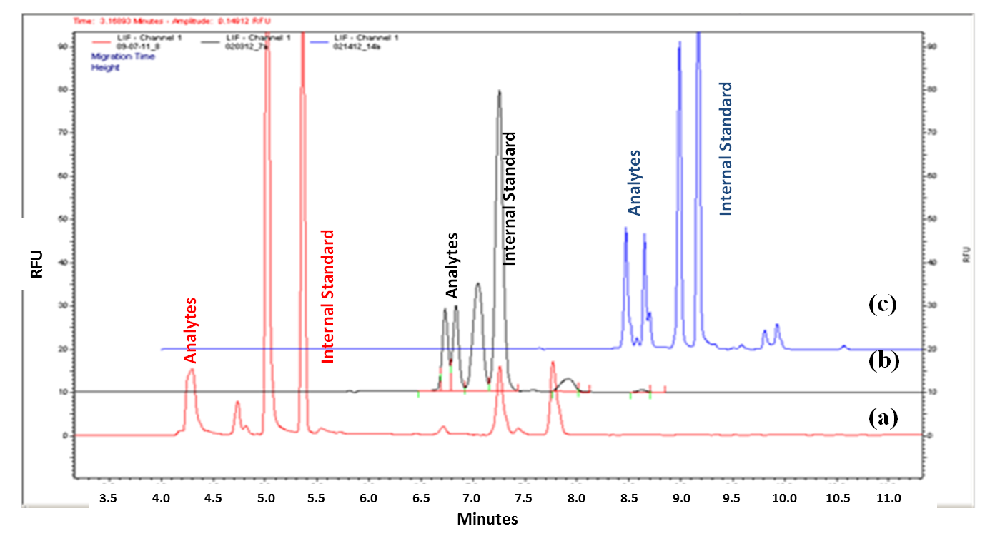 Time: 3.16893 Minutes - Amplitude: 0.14912 RFU
LIF - Channel 1
09-07-11_8
LIF - Channel 1
020312_7a
LIF - Channel 1
021412_14a
Migration Time
Height
90
80
70
60
50
40
30
20
10
0
90
80
70
60
50
40
30
20
10
0
RFU
RFU
Analytes
Internal Standard
Analytes
Internal Standard
Analytes
Internal Standard
(c)
(b)
(a)
3.5 4.0 4.5 5.0 5.5 6.0 6.5 7.0 7.5 8.0 8.5 9.0 9.5 10.0 10.5 11.0
Minutes